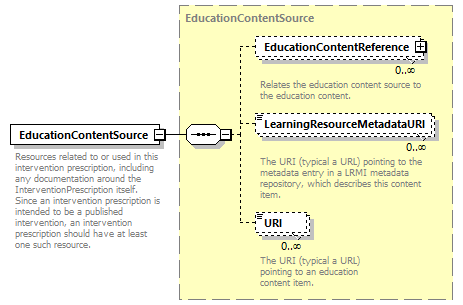 EducationContentSource
EducationContentReference
0..∞
Relates the education content source to
the education content.
LearningResourceMetadataURI
0..∞
The URI (typical a URL) pointing to the
metadata entry in a LRMI metadata
repository, which describes this content
item.
URI
0..∞
The URI (typical a URL)
pointing to an education
content item.
EducationContentSource
Resources related to or used in this
intervention prescription, including
any documentation around the
InterventionPrescription itself.
Since an intervention prescription is
intended to be a published
intervention, an intervention
prescription should have at least
one such resource.